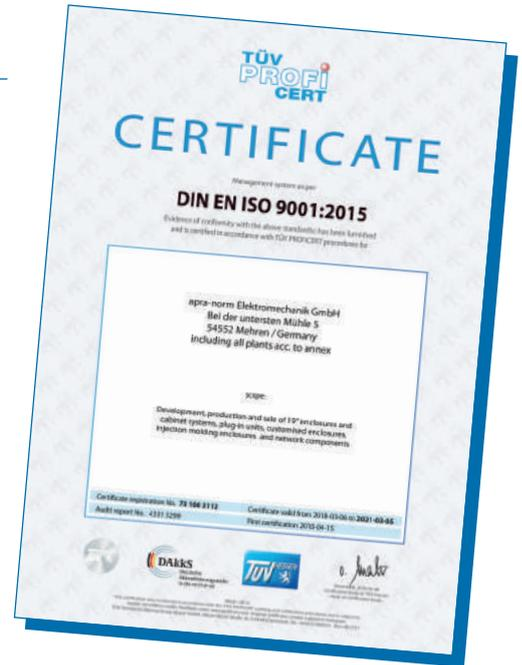 TÜV
PROFI
CERT
CERTIFICATE
Management system as per
DIN EN ISO 9001:2015
Evidence of conformity with the above standard(s) has been furnished
and is certified in accordance with TÜV PROFICERT procedures for
apra-norm Elektromechanik GmbH
Bei der untersten Mühle 5
54552 Mehren / Germany
including all plants acc. to annex
scope:
Development, production and sale of 19" enclosures and
cabinet systems, plug-in units, customised enclosures,
injection molding enclosures and network components
Certificate registration No. 73 100 3112
Certificate valid from 2018-03-06 to 2021-03-05
Audit report No. 4331 3299
First certification
DAkkS
Deutsche
Akkreditierungsstelle
TÜV HESSEN